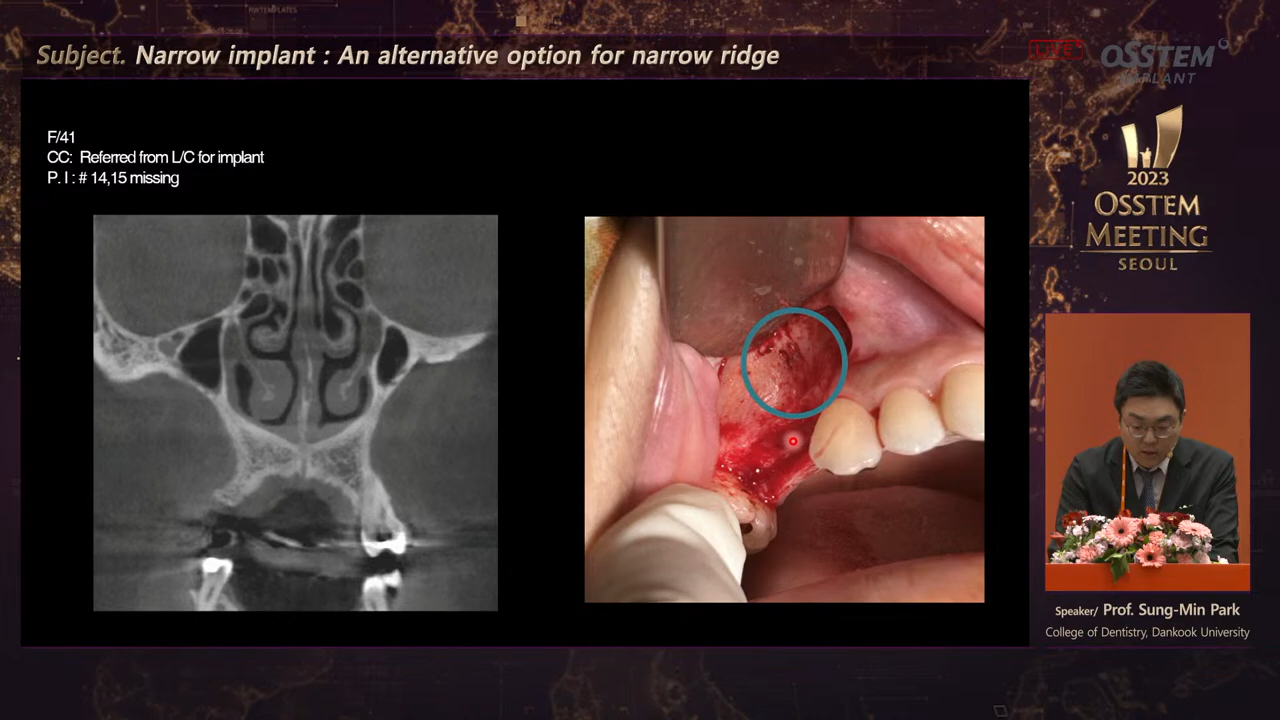 Subject. Narrow implant : An alternative option for narrow ridge
LIVE
OSSTEM
IMPLANT
F/41
CC: Referred from L/C for implant
P. I : # 14,15 missing
2023
OSSTEM
MEETING
SEOUL
Speaker/ Prof. Sung-Min Park
College of Dentistry, Dankook University